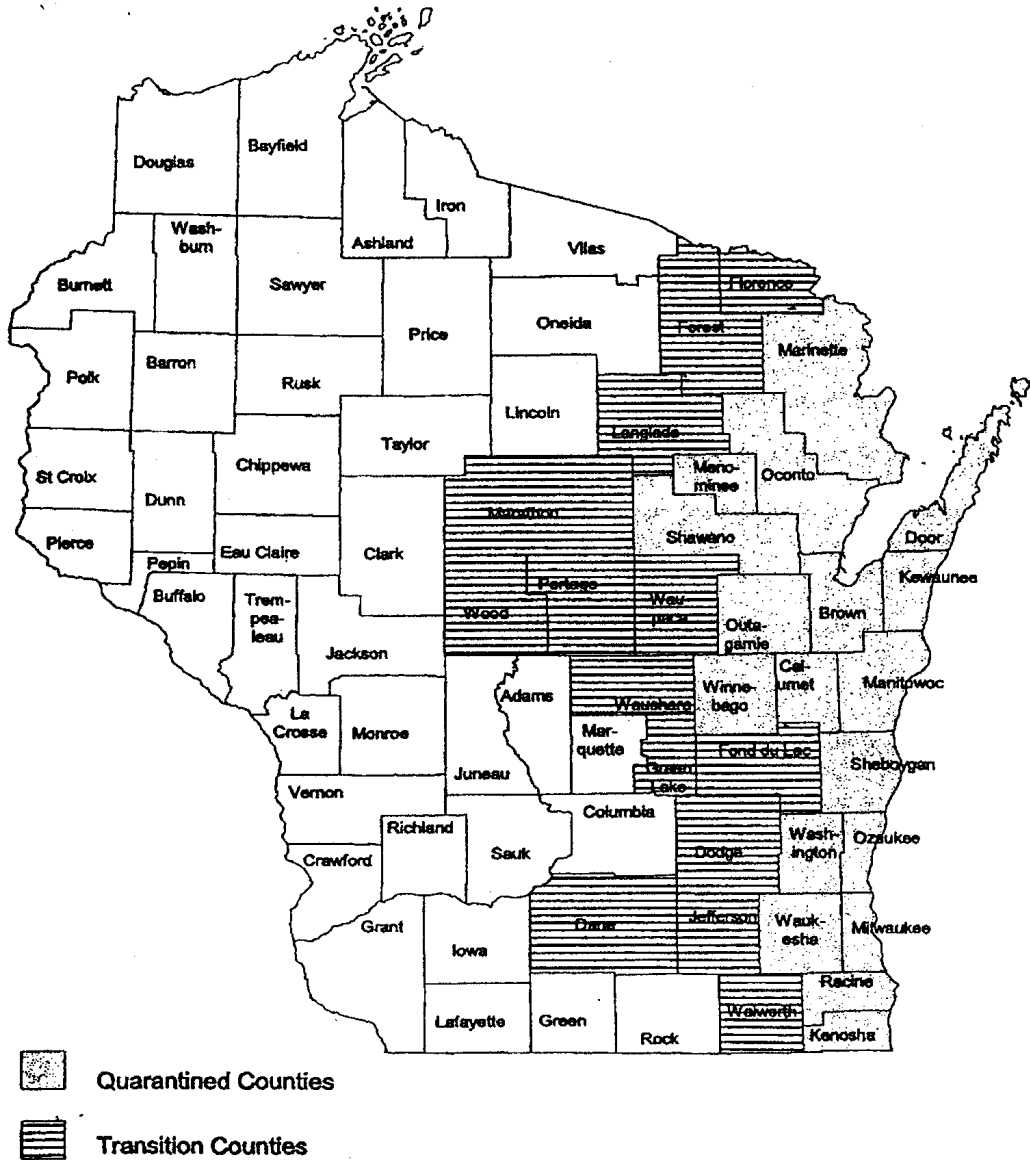 Douglas
Bayfield
Iron
Ashland
Wash-
burn
Vilas
Burnett
Sawyer
Florence
Price
Oneida
Forest
Marinette
Barron
Polk
Rusk
Lincoln
Langlade
Taylor
Chippewa
St Croix
Meno-
minee
Oconto
Dunn
Marathon
Shawano
Door
Pierce
Eau Claire
Clark
Pepin
Kewaunee
Portage
Buffalo
Trem-
pea-
leau
Wood
Wau-
paca
Outa-
gamie
Brown
Jackson
Adams
Waushara
Winne-
bago
Cal-
umet
Manitowoc
La
Crosse
Monroe
Mar-
quette
Juneau
Green
Lake
Fond du Lac
Sheboygan
Vernon
Columbia
Richland
Crawford
Sauk
Dodge
Wash-
ington
Ozaukee
Grant
Iowa
Dane
Jefferson
Wauk-
esha
Milwaukee
Racine
Lafayette
Green
Rock
Walworth
Kenosha
Quarantined Counties
Transition Counties